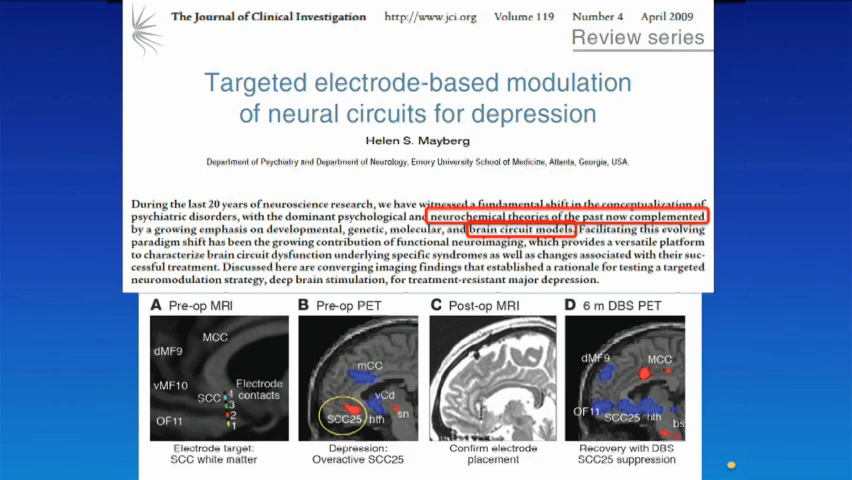 The Journal of Clinical Investigation http://www.jci.org Volume 119 Number 4 April 2009
Review series
Targeted electrode-based modulation
of neural circuits for depression
Helen S. Mayberg
Department of Psychiatry and Department of Neurology, Emory University School of Medicine, Atlanta, Georgia, USA.
During the last 20 years of neuroscience research, we have witnessed a fundamental shift in the conceptualization of
psychiatric disorders, with the dominant psychological and neurochemical theories of the past now complemented
by a growing emphasis on developmental, genetic, molecular, and brain circuit models. Facilitating this evolving
paradigm shift has been the growing contribution of functional neuroimaging, which provides a versatile platform
to characterize brain circuit dysfunction underlying specific syndromes as well as changes associated with their suc-
cessful treatment. Discussed here are converging imaging findings that established a rationale for testing a targeted
neuromodulation strategy, deep brain stimulation, for treatment-resistant major depression.
A Pre-op MRI
MCC
dMF9
vMF10
SCC
4
3
2
1
Electrode
contacts
OF11
Electrode target:
SCC white matter
B Pre-op PET
mCC
vCd
SCC25 hth sn
Depression:
Overactive SCC25
C Post-op MRI
Confirm electrode
placement
D 6 m DBS PET
dMF9 MCC
OF11 SCC25 hth
bs
Recovery with DBS
SCC25 suppression